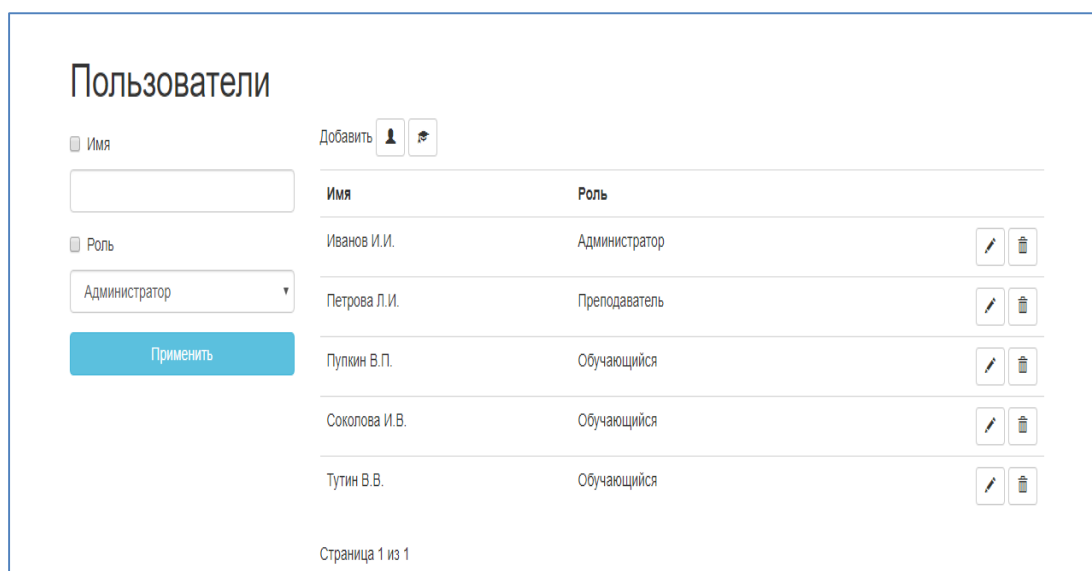 Пользователи
Имя
Роль
Администратор
Применить
Добавить
Имя Роль
Иванов И.И. Администратор
Петрова Л.И. Преподаватель
Пупкин В.П. Обучающийся
Соколова И.В. Обучающийся
Тутин В.В. Обучающийся
Страница 1 из 1